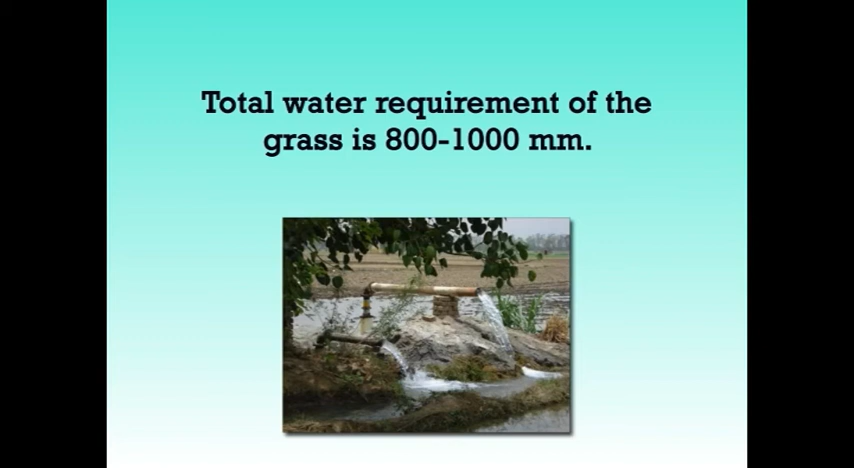 Total water requirement of the
grass is 800-1000 mm.